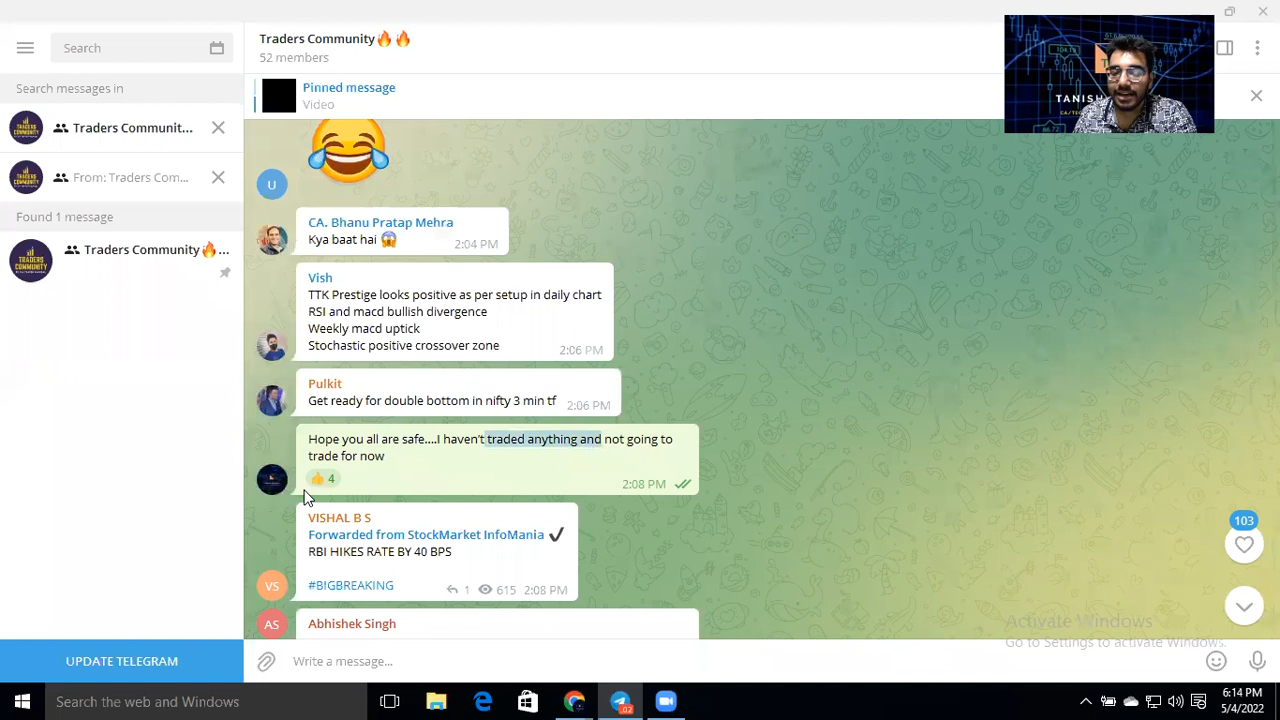 Search
Search messages in
Traders Communit...
From: Traders Com...
Found 1 message
Traders Community🔥...
UPDATE TELEGRAM
Traders Community🔥🔥
52 members
Pinned message
Video
TANISH
U
CA. Bhanu Pratap Mehra
Kya baat hai 😱 2:04 PM
Vish
TTK Prestige looks positive as per setup in daily chart
RSI and macd bullish divergence
Weekly macd uptick
Stochastic positive crossover zone
2:06 PM
Pulkit
Get ready for double bottom in nifty 3 min tf 2:06 PM
Hope you all are safe....I haven't traded anything and not going to
trade for now
👍 4
2:08 PM
VISHAL B S
Forwarded from StockMarket InfoMania ✔
RBI HIKES RATE BY 40 BPS
#BIGBREAKING 1 615 2:08 PM
VS
AS
Abhishek Singh
103
Activate Windows
Go to Settings to activate Windows.
Write a message...
Search the web and Windows
6:14 PM
5/4/2022